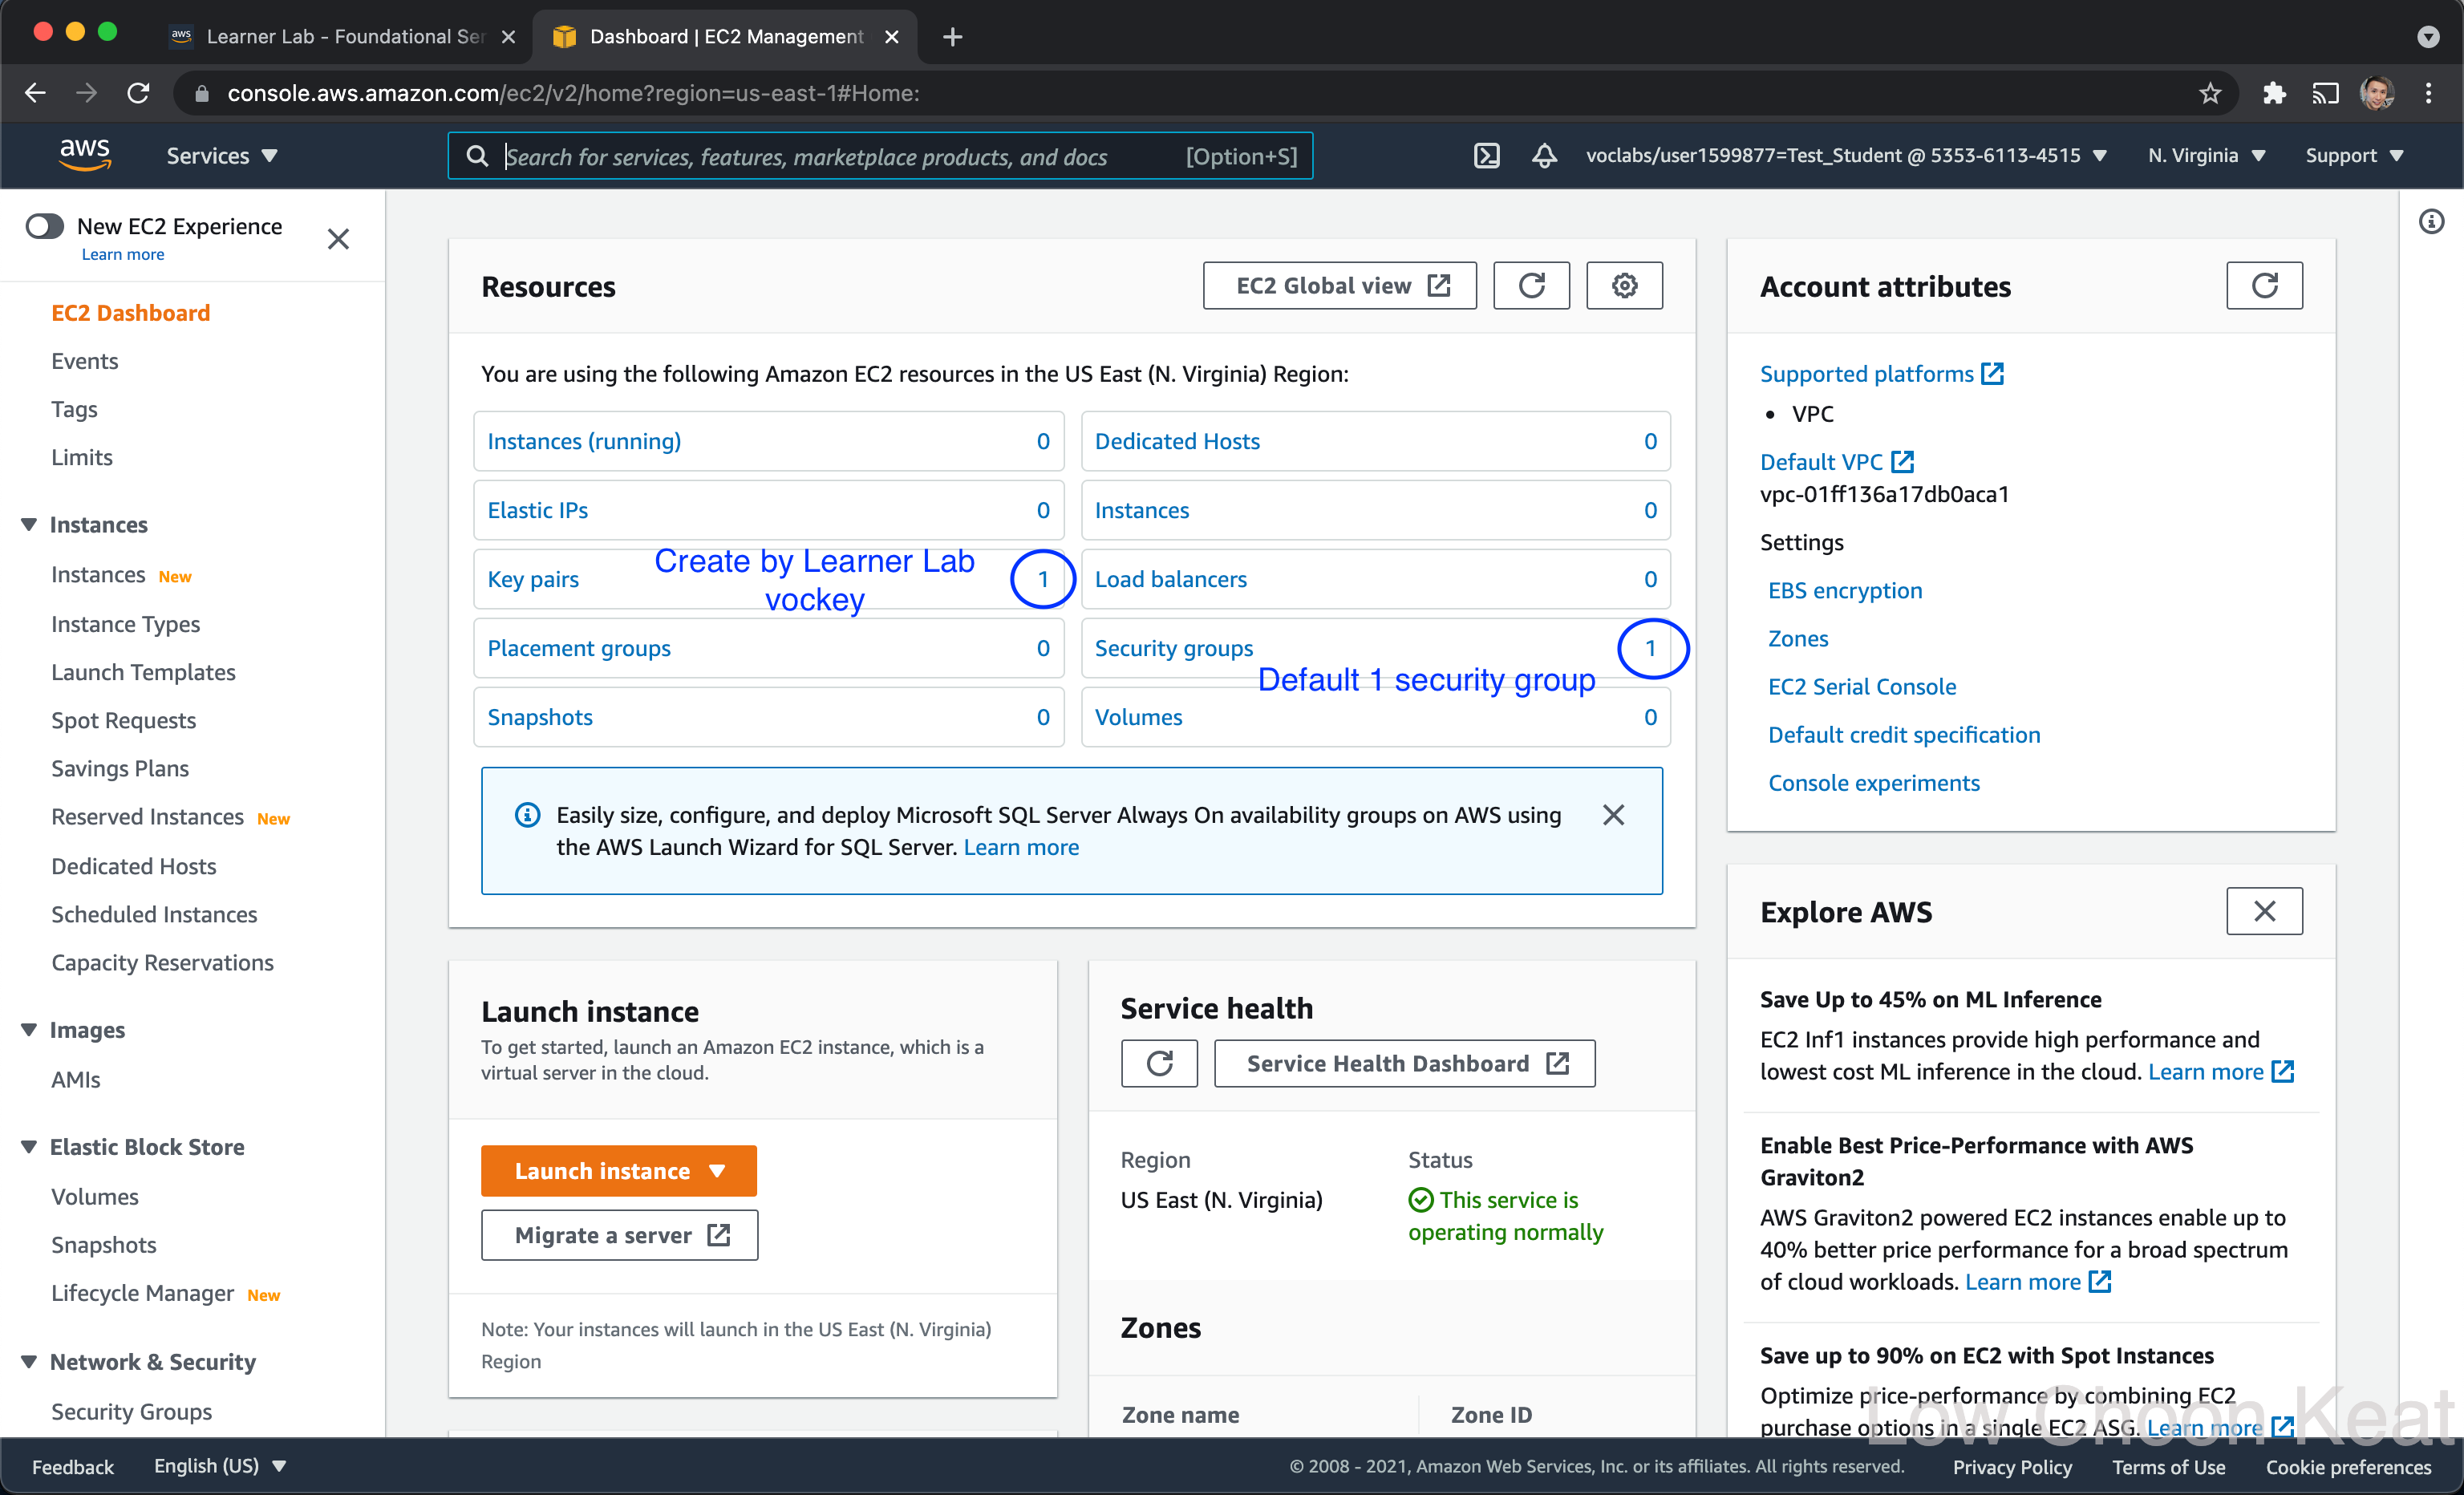 aws Learner Lab - Foundational Ser
Dashboard | EC2 Management
console.aws.amazon.com/ec2/v2/home?region=us-east-1#Home:
aws
Services
Search for services, features, marketplace products, and docs
[Option+S]
voclabs/user1599877=Test_Student @ 5353-6113-4515
N. Virginia
Support
New EC2 Experience
Learn more
EC2 Dashboard
Events
Tags
Limits
Instances
Instances New
Instance Types
Launch Templates
Spot Requests
Savings Plans
Reserved Instances New
Dedicated Hosts
Scheduled Instances
Capacity Reservations
Images
AMIs
Elastic Block Store
Volumes
Snapshots
Lifecycle Manager New
Network & Security
Security Groups
Resources
EC2 Global view
You are using the following Amazon EC2 resources in the US East (N. Virginia) Region:
Instances (running) 0
Dedicated Hosts 0
Elastic IPs 0
Instances 0
Key pairs 1
Create by Learner Lab
vockey
Load balancers 0
Placement groups 0
Security groups 1
Default 1 security group
Snapshots 0
Volumes 0
Easily size, configure, and deploy Microsoft SQL Server Always On availability groups on AWS using
the AWS Launch Wizard for SQL Server. Learn more
Launch instance
To get started, launch an Amazon EC2 instance, which is a
virtual server in the cloud.
Launch instance
Migrate a server
Note: Your instances will launch in the US East (N. Virginia)
Region
Service health
Service Health Dashboard
Region
US East (N. Virginia)
Status
This service is
operating normally
Zones
Zone name
Zone ID
Account attributes
Supported platforms
• VPC
Default VPC
vpc-01ff136a17db0aca1
Settings
EBS encryption
Zones
EC2 Serial Console
Default credit specification
Console experiments
Explore AWS
Save Up to 45% on ML Inference
EC2 Inf1 instances provide high performance and
lowest cost ML inference in the cloud. Learn more
Enable Best Price-Performance with AWS
Graviton2
AWS Graviton2 powered EC2 instances enable up to
40% better price performance for a broad spectrum
of cloud workloads. Learn more
Save up to 90% on EC2 with Spot Instances
Optimize price-performance by combining EC2
purchase options in a single EC2 ASG. Learn more
Low Choon Keat
Feedback
English (US)
© 2008 - 2021, Amazon Web Services, Inc. or its affiliates. All rights reserved.
Privacy Policy
Terms of Use
Cookie preferences